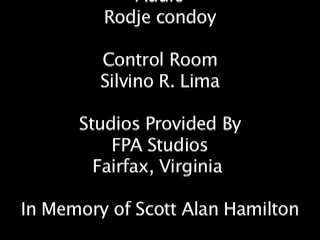 Audio
Rodje condoy
Control Room
Silvino R. Lima
Studios Provided By
FPA Studios
Fairfax, Virginia
In Memory of Scott Alan Hamilton